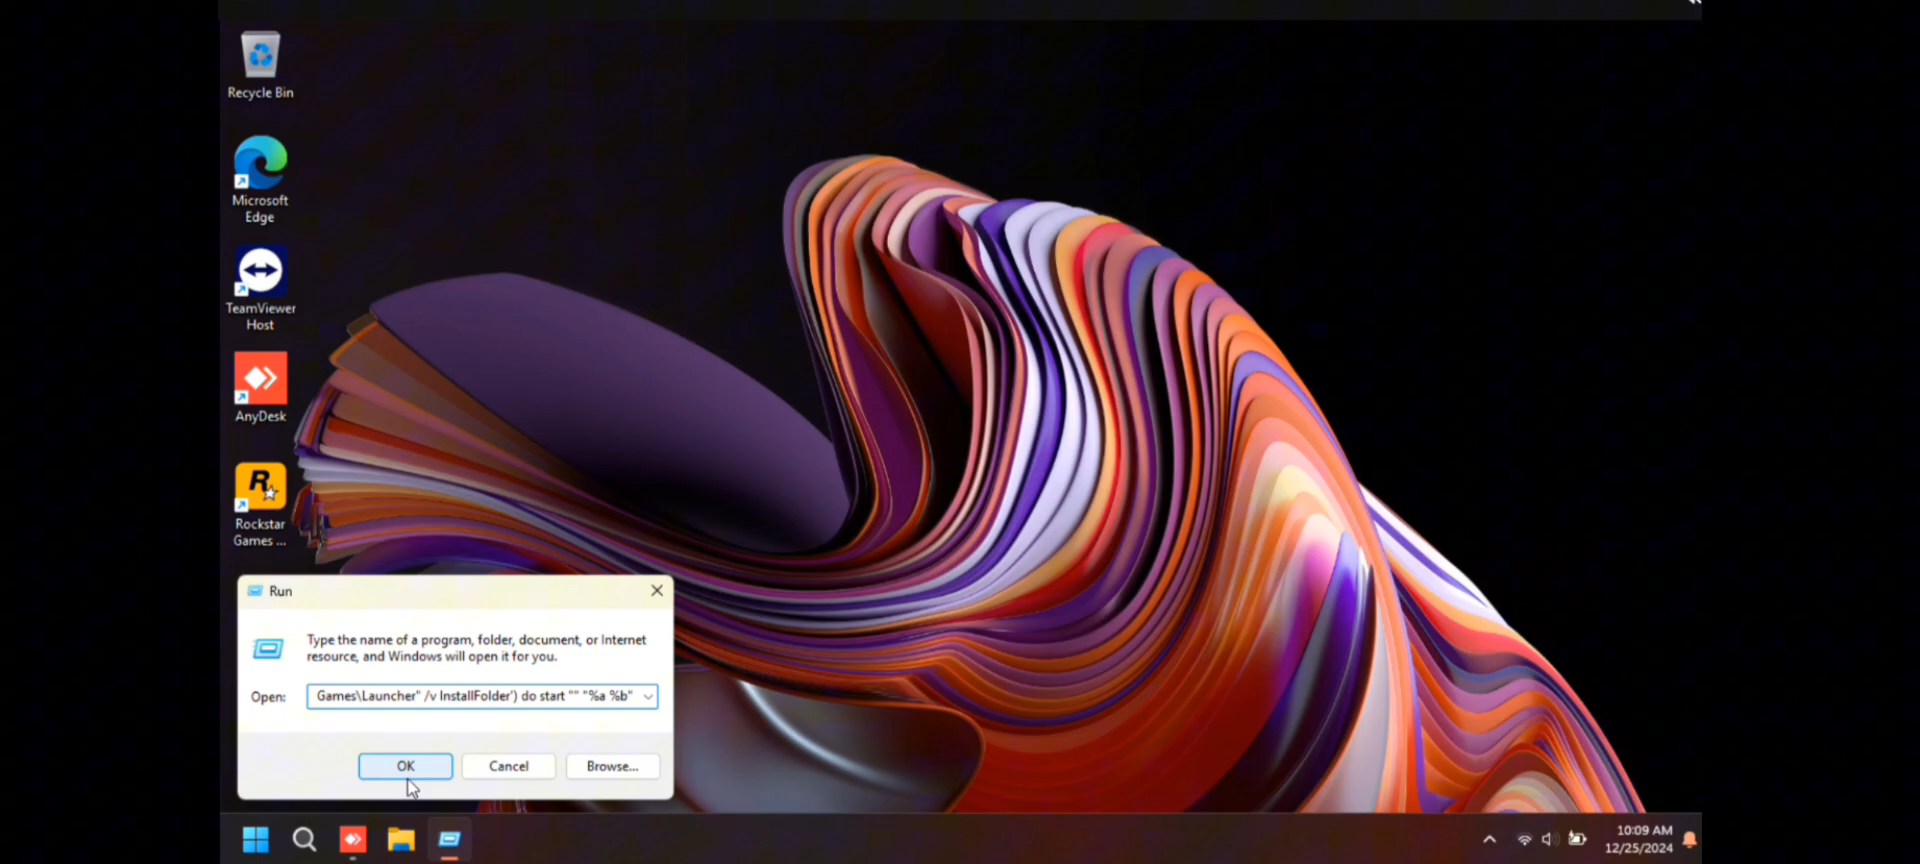 Recycle Bin
Microsoft
Edge
TeamViewer
Host
AnyDesk
Rockstar
Games ...
Run
Type the name of a program, folder, document, or Internet
resource, and Windows will open it for you.
Open: Games\Launcher" /v InstallFolder') do start "" "%a %b"
OK Cancel Browse...
10:09 AM
12/25/2024